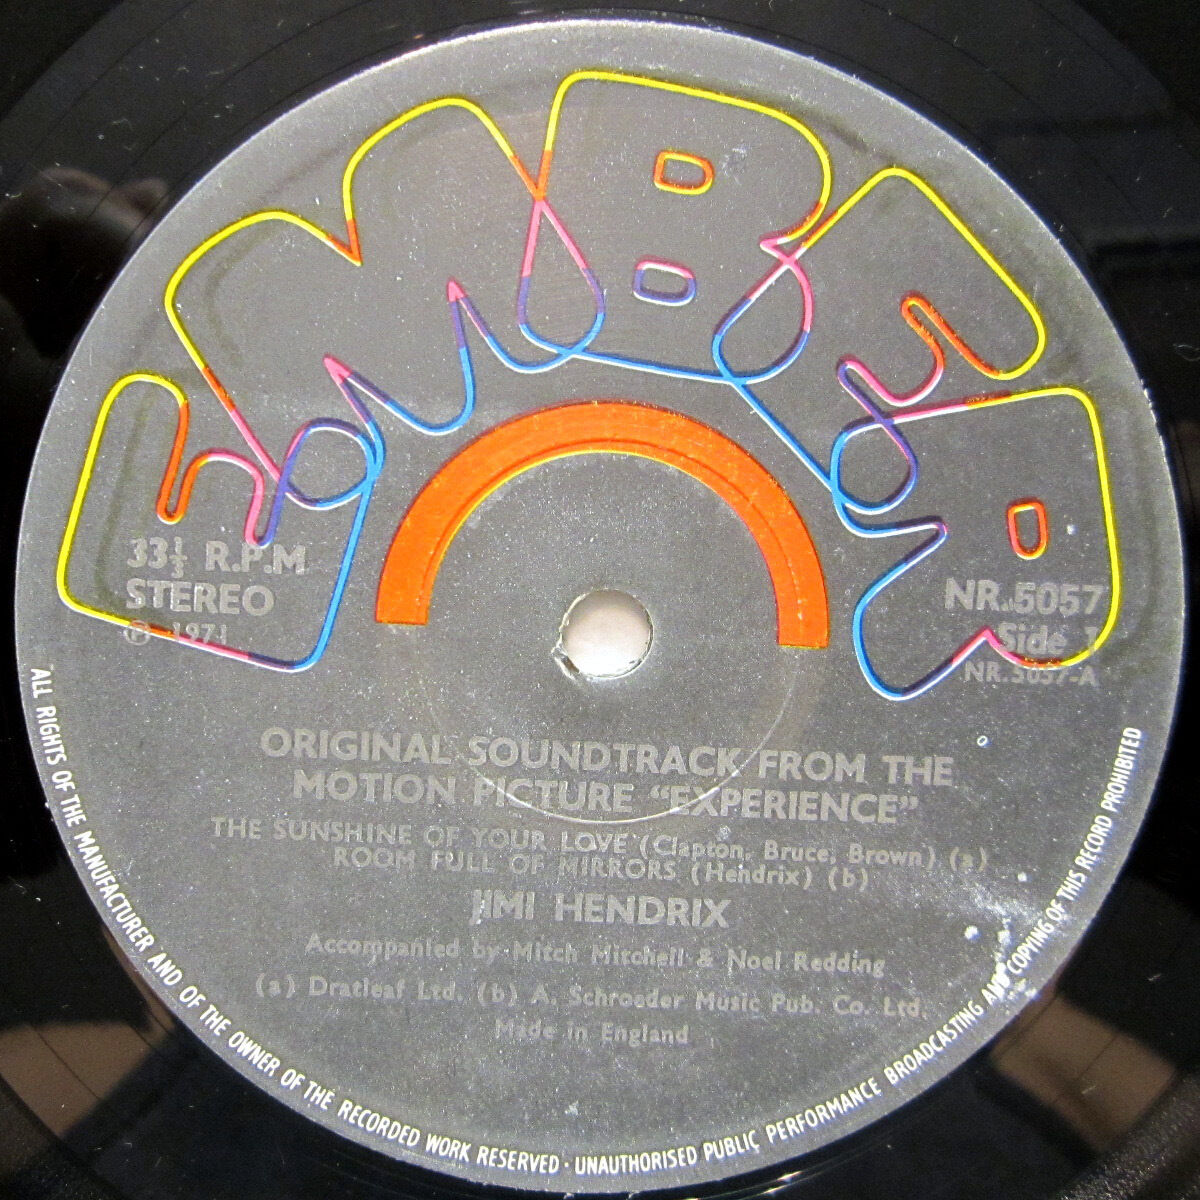 EMBER
33⅓ R.P.M
STEREO
℗ 1971
NR.5057
Side 1
NR.5057-A
ORIGINAL SOUNDTRACK FROM THE
MOTION PICTURE "EXPERIENCE"
THE SUNSHINE OF YOUR LOVE (Clapton, Bruce, Brown) (a)
ROOM FULL OF MIRRORS (Hendrix) (b)
JIMI HENDRIX
Accompanied by Mitch Mitchell & Noel Redding
(a) Dratleaf Ltd. (b) A. Schroeder Music Pub. Co. Ltd.
Made in England
ALL RIGHTS OF THE MANUFACTURER AND OF THE OWNER OF THE RECORDED WORK RESERVED · UNAUTHORISED PUBLIC PERFORMANCE BROADCASTING AND COPYING OF THIS RECORD PROHIBITED